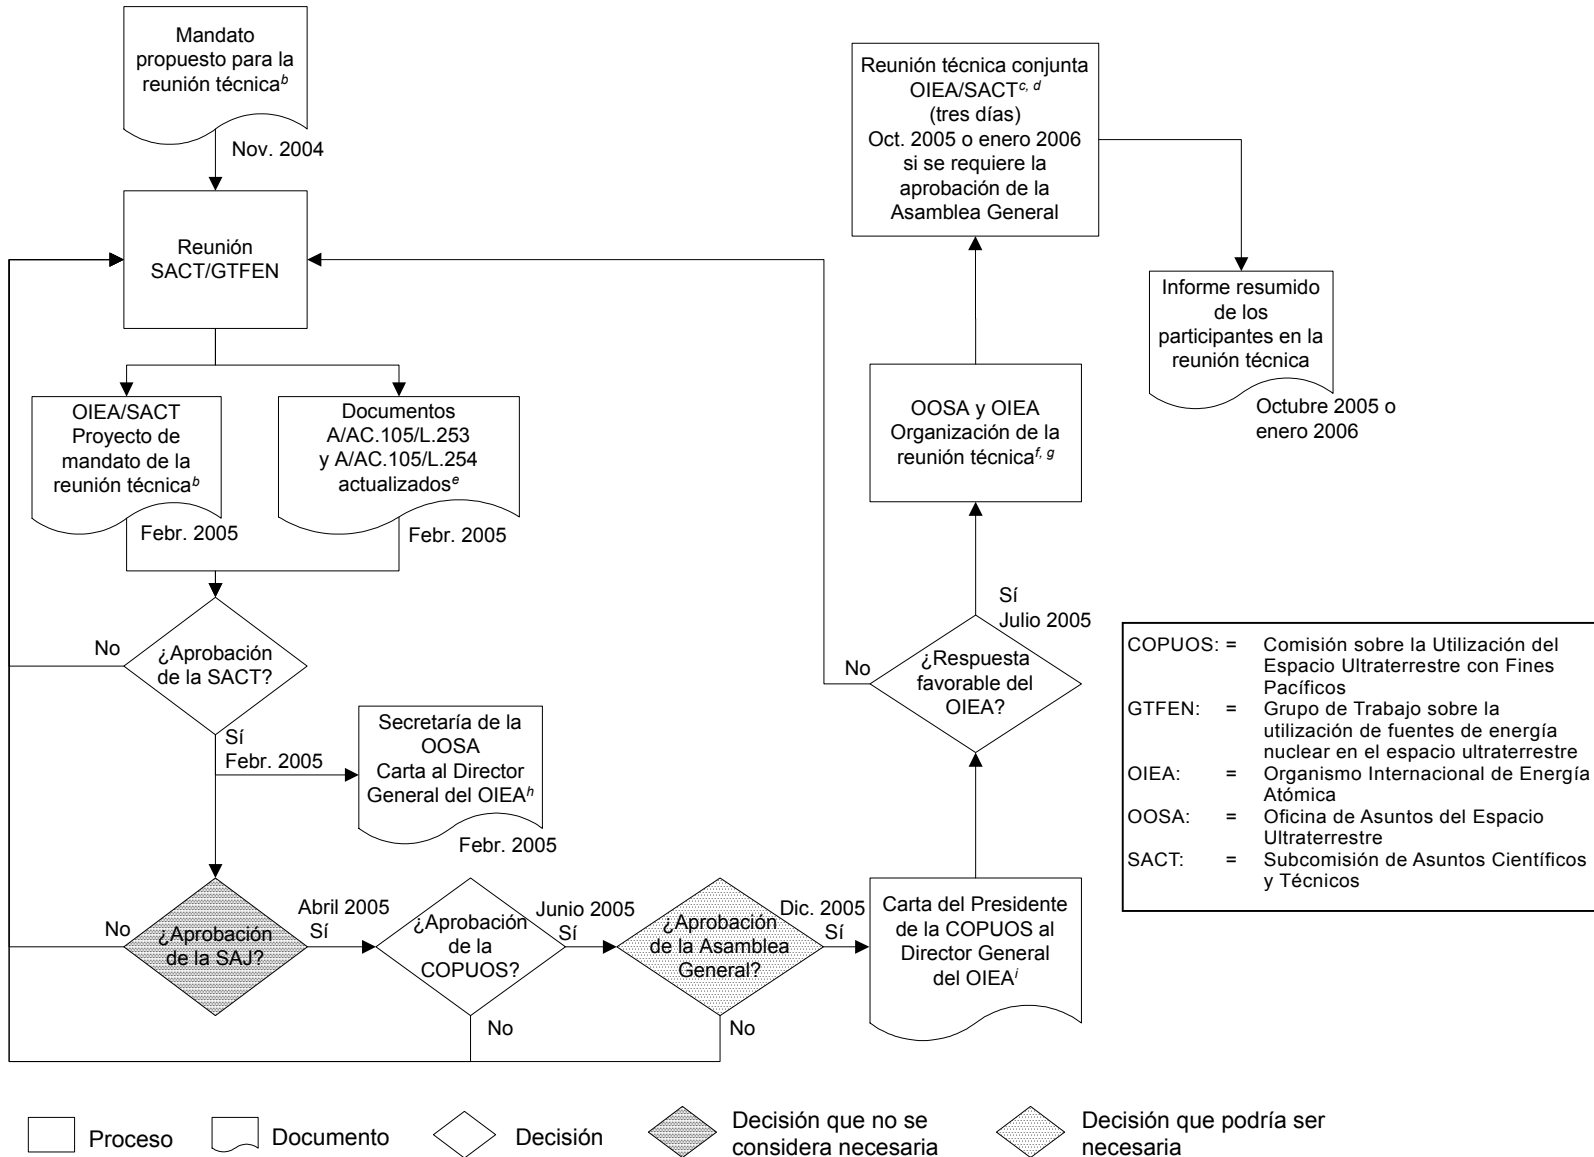 Mandato
propuesto para la
reunión técnica^b
Nov. 2004
Reunión
SACT/GTFEN
OIEA/SACT
Proyecto de
mandato de la
reunión técnica^b
Febr. 2005
Documentos
A/AC.105/L.253
y A/AC.105/L.254
actualizados^e
Febr. 2005
¿Aprobación
de la SACT?
No
Sí
Febr. 2005
Secretaría de la
OOSA
Carta al Director
General del OIEA^h
Febr. 2005
¿Aprobación
de la SAJ?
No
Abril 2005
Sí
¿Aprobación
de la
COPUOS?
No
Junio 2005
Sí
¿Aprobación
de la Asamblea
General?
No
Dic. 2005
Sí
Carta del Presidente
de la COPUOS al
Director General
del OIEA^i
¿Respuesta
favorable del
OIEA?
No
Sí
Julio 2005
OOSA y OIEA
Organización de la
reunión técnica^f, g
Reunión técnica conjunta
OIEA/SACT^c, d
(tres días)
Oct. 2005 o enero 2006
si se requiere la
aprobación de la
Asamblea General
Informe resumido
de los
participantes en la
reunión técnica
Octubre 2005 o
enero 2006
COPUOS: = Comisión sobre la Utilización del
Espacio Ultraterrestre con Fines
Pacíficos
GTFEN: = Grupo de Trabajo sobre la
utilización de fuentes de energía
nuclear en el espacio ultraterrestre
OIEA: = Organismo Internacional de Energía
Atómica
OOSA: = Oficina de Asuntos del Espacio
Ultraterrestre
SACT: = Subcomisión de Asuntos Científicos
y Técnicos
Proceso
Documento
Decisión
Decisión que no se
considera necesaria
Decisión que podría ser
necesaria